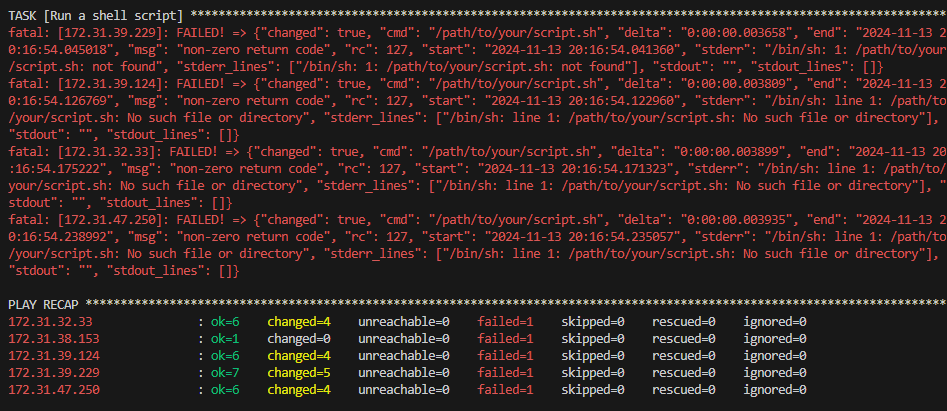 TASK [Run a shell script] ************************************************************************************************************
fatal: [172.31.39.229]: FAILED! => {"changed": true, "cmd": "/path/to/your/script.sh", "delta": "0:00:00.003658", "end": "2024-11-13 2
0:16:54.045018", "msg": "non-zero return code", "rc": 127, "start": "2024-11-13 20:16:54.041360", "stderr": "/bin/sh: 1: /path/to/your
/script.sh: not found", "stderr_lines": ["/bin/sh: 1: /path/to/your/script.sh: not found"], "stdout": "", "stdout_lines": []}
fatal: [172.31.39.124]: FAILED! => {"changed": true, "cmd": "/path/to/your/script.sh", "delta": "0:00:00.003809", "end": "2024-11-13 2
0:16:54.126769", "msg": "non-zero return code", "rc": 127, "start": "2024-11-13 20:16:54.122960", "stderr": "/bin/sh: line 1: /path/to
/your/script.sh: No such file or directory", "stderr_lines": ["/bin/sh: line 1: /path/to/your/script.sh: No such file or directory"],
"stdout": "", "stdout_lines": []}
fatal: [172.31.32.33]: FAILED! => {"changed": true, "cmd": "/path/to/your/script.sh", "delta": "0:00:00.003899", "end": "2024-11-13 20
:16:54.175222", "msg": "non-zero return code", "rc": 127, "start": "2024-11-13 20:16:54.171323", "stderr": "/bin/sh: line 1: /path/to/
your/script.sh: No such file or directory", "stderr_lines": ["/bin/sh: line 1: /path/to/your/script.sh: No such file or directory"], "
stdout": "", "stdout_lines": []}
fatal: [172.31.47.250]: FAILED! => {"changed": true, "cmd": "/path/to/your/script.sh", "delta": "0:00:00.003935", "end": "2024-11-13 2
0:16:54.238992", "msg": "non-zero return code", "rc": 127, "start": "2024-11-13 20:16:54.235057", "stderr": "/bin/sh: line 1: /path/to
/your/script.sh: No such file or directory", "stderr_lines": ["/bin/sh: line 1: /path/to/your/script.sh: No such file or directory"],
"stdout": "", "stdout_lines": []}
PLAY RECAP ***************************************************************************************************************************
172.31.32.33 : ok=6 changed=4 unreachable=0 failed=1 skipped=0 rescued=0 ignored=0
172.31.38.153 : ok=1 changed=0 unreachable=0 failed=1 skipped=0 rescued=0 ignored=0
172.31.39.124 : ok=6 changed=4 unreachable=0 failed=1 skipped=0 rescued=0 ignored=0
172.31.39.229 : ok=7 changed=5 unreachable=0 failed=1 skipped=0 rescued=0 ignored=0
172.31.47.250 : ok=6 changed=4 unreachable=0 failed=1 skipped=0 rescued=0 ignored=0